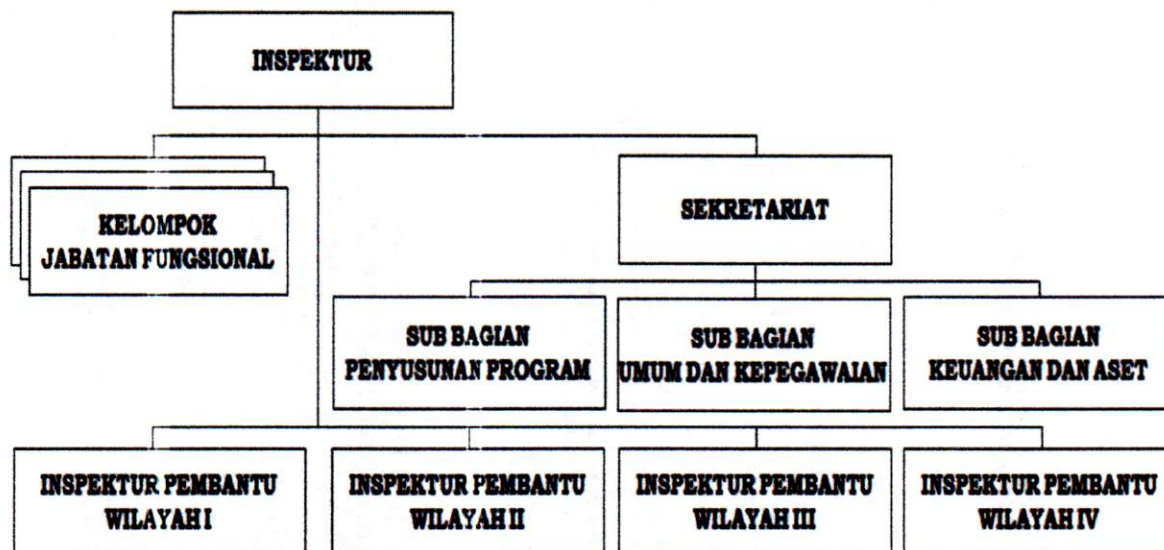 INSPEKTUR
KELOMPOK
JABATAN FUNGSIONAL
SEKRETARIAT
SUB BAGIAN
PENYUSUNAN PROGRAM
SUB BAGIAN
UMUM DAN KEPEGAWAIAN
SUB BAGIAN
KEUANGAN DAN ASET
INSPEKTUR PEMBANTU
WILAYAH I
INSPEKTUR PEMBANTU
WILAYAH II
INSPEKTUR PEMBANTU
WILAYAH III
INSPEKTUR PEMBANTU
WILAYAH IV